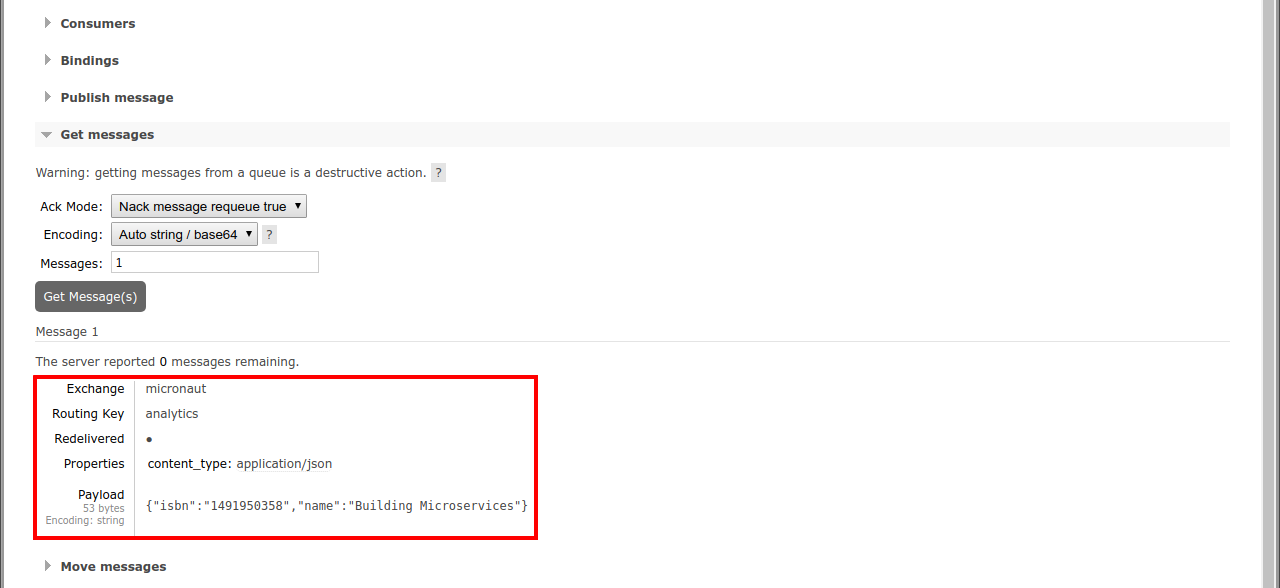 Consumers
Bindings
Publish message
Get messages
Warning: getting messages from a queue is a destructive action. ?
Ack Mode: Nack message requeue true
Encoding: Auto string / base64 ?
Messages: 1
Get Message(s)
Message 1
The server reported 0 messages remaining.
Exchange micronaut
Routing Key analytics
Redelivered ●
Properties content_type: application/json
Payload
53 bytes
Encoding: string
{"isbn":"1491950358","name":"Building Microservices"}
Move messages